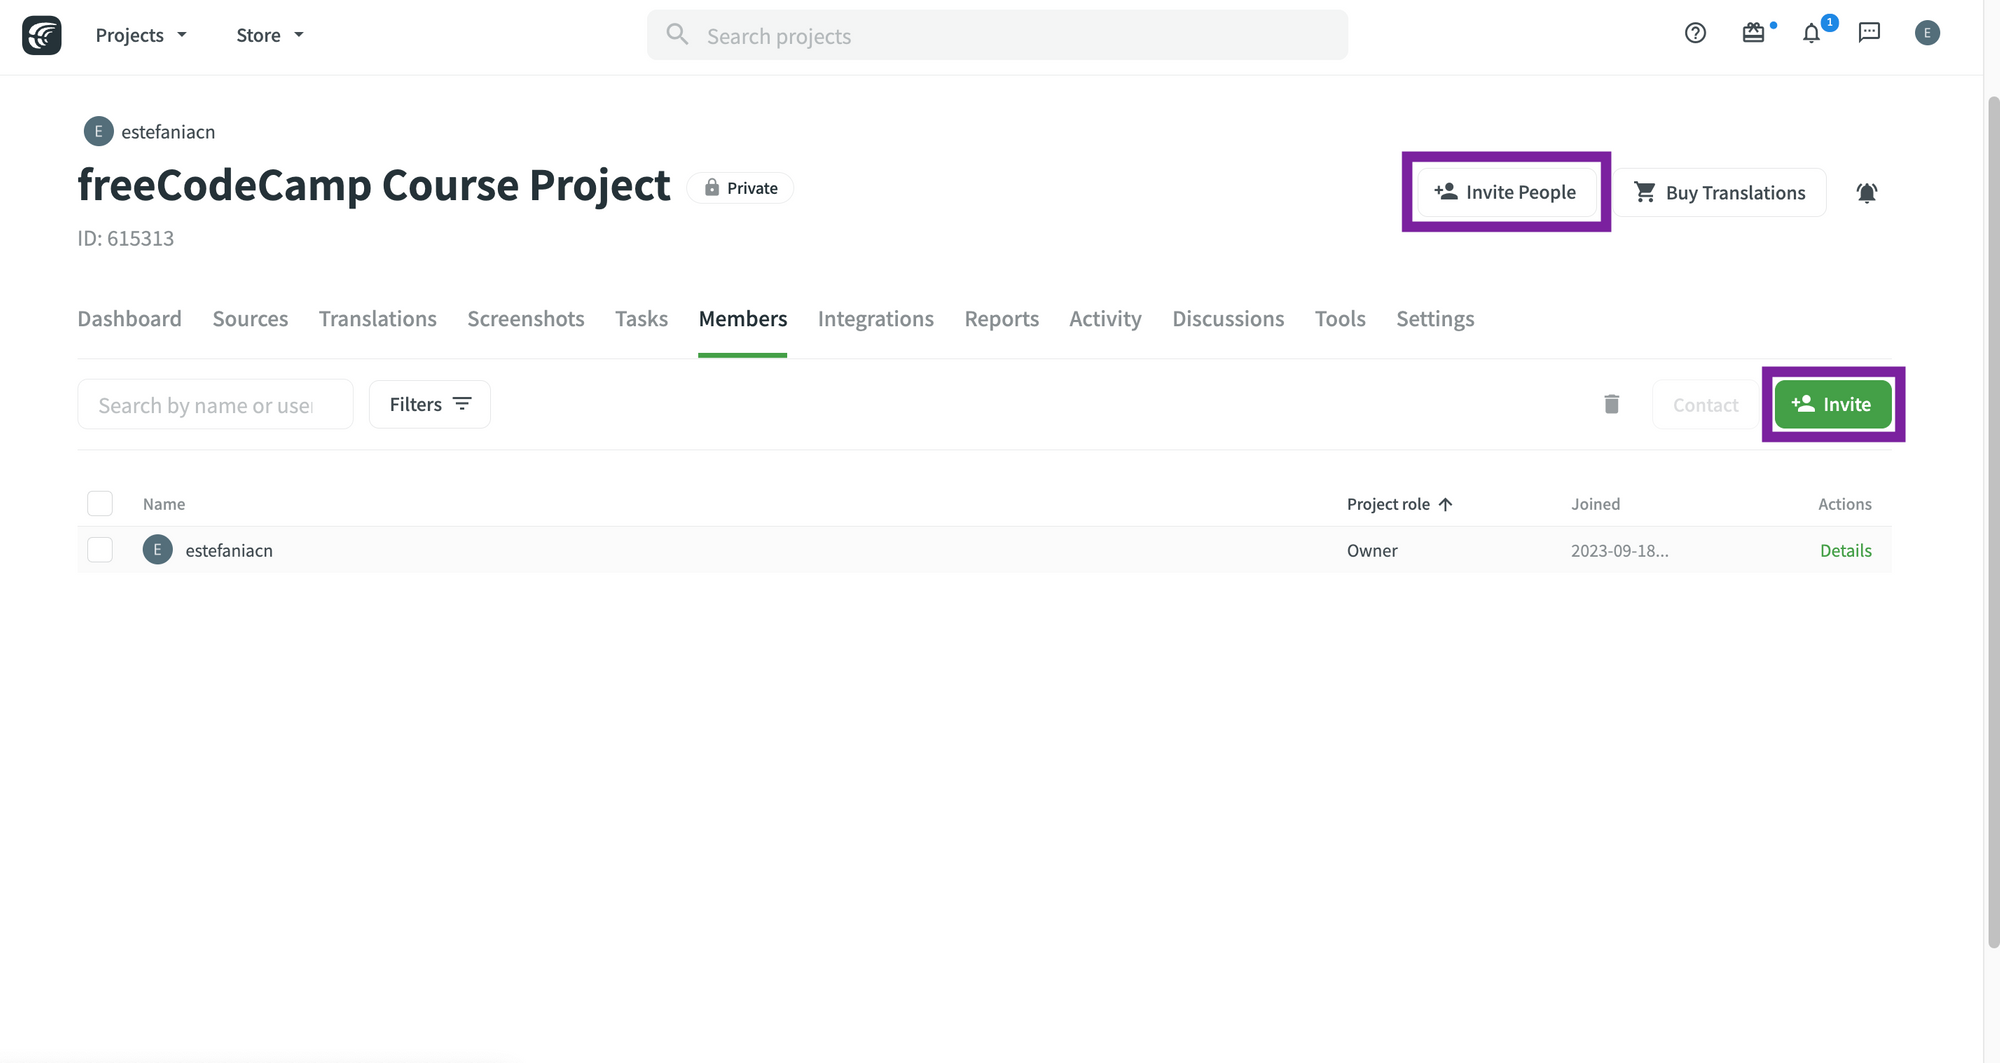 Projects
Store
Search projects
1
E
E estefaniacn
freeCodeCamp Course Project
Private
Invite People
Buy Translations
ID: 615313
Dashboard Sources Translations Screenshots Tasks Members Integrations Reports Activity Discussions Tools Settings
Search by name or use
Filters
Contact
Invite
Name Project role Joined Actions
E estefaniacn Owner 2023-09-18... Details